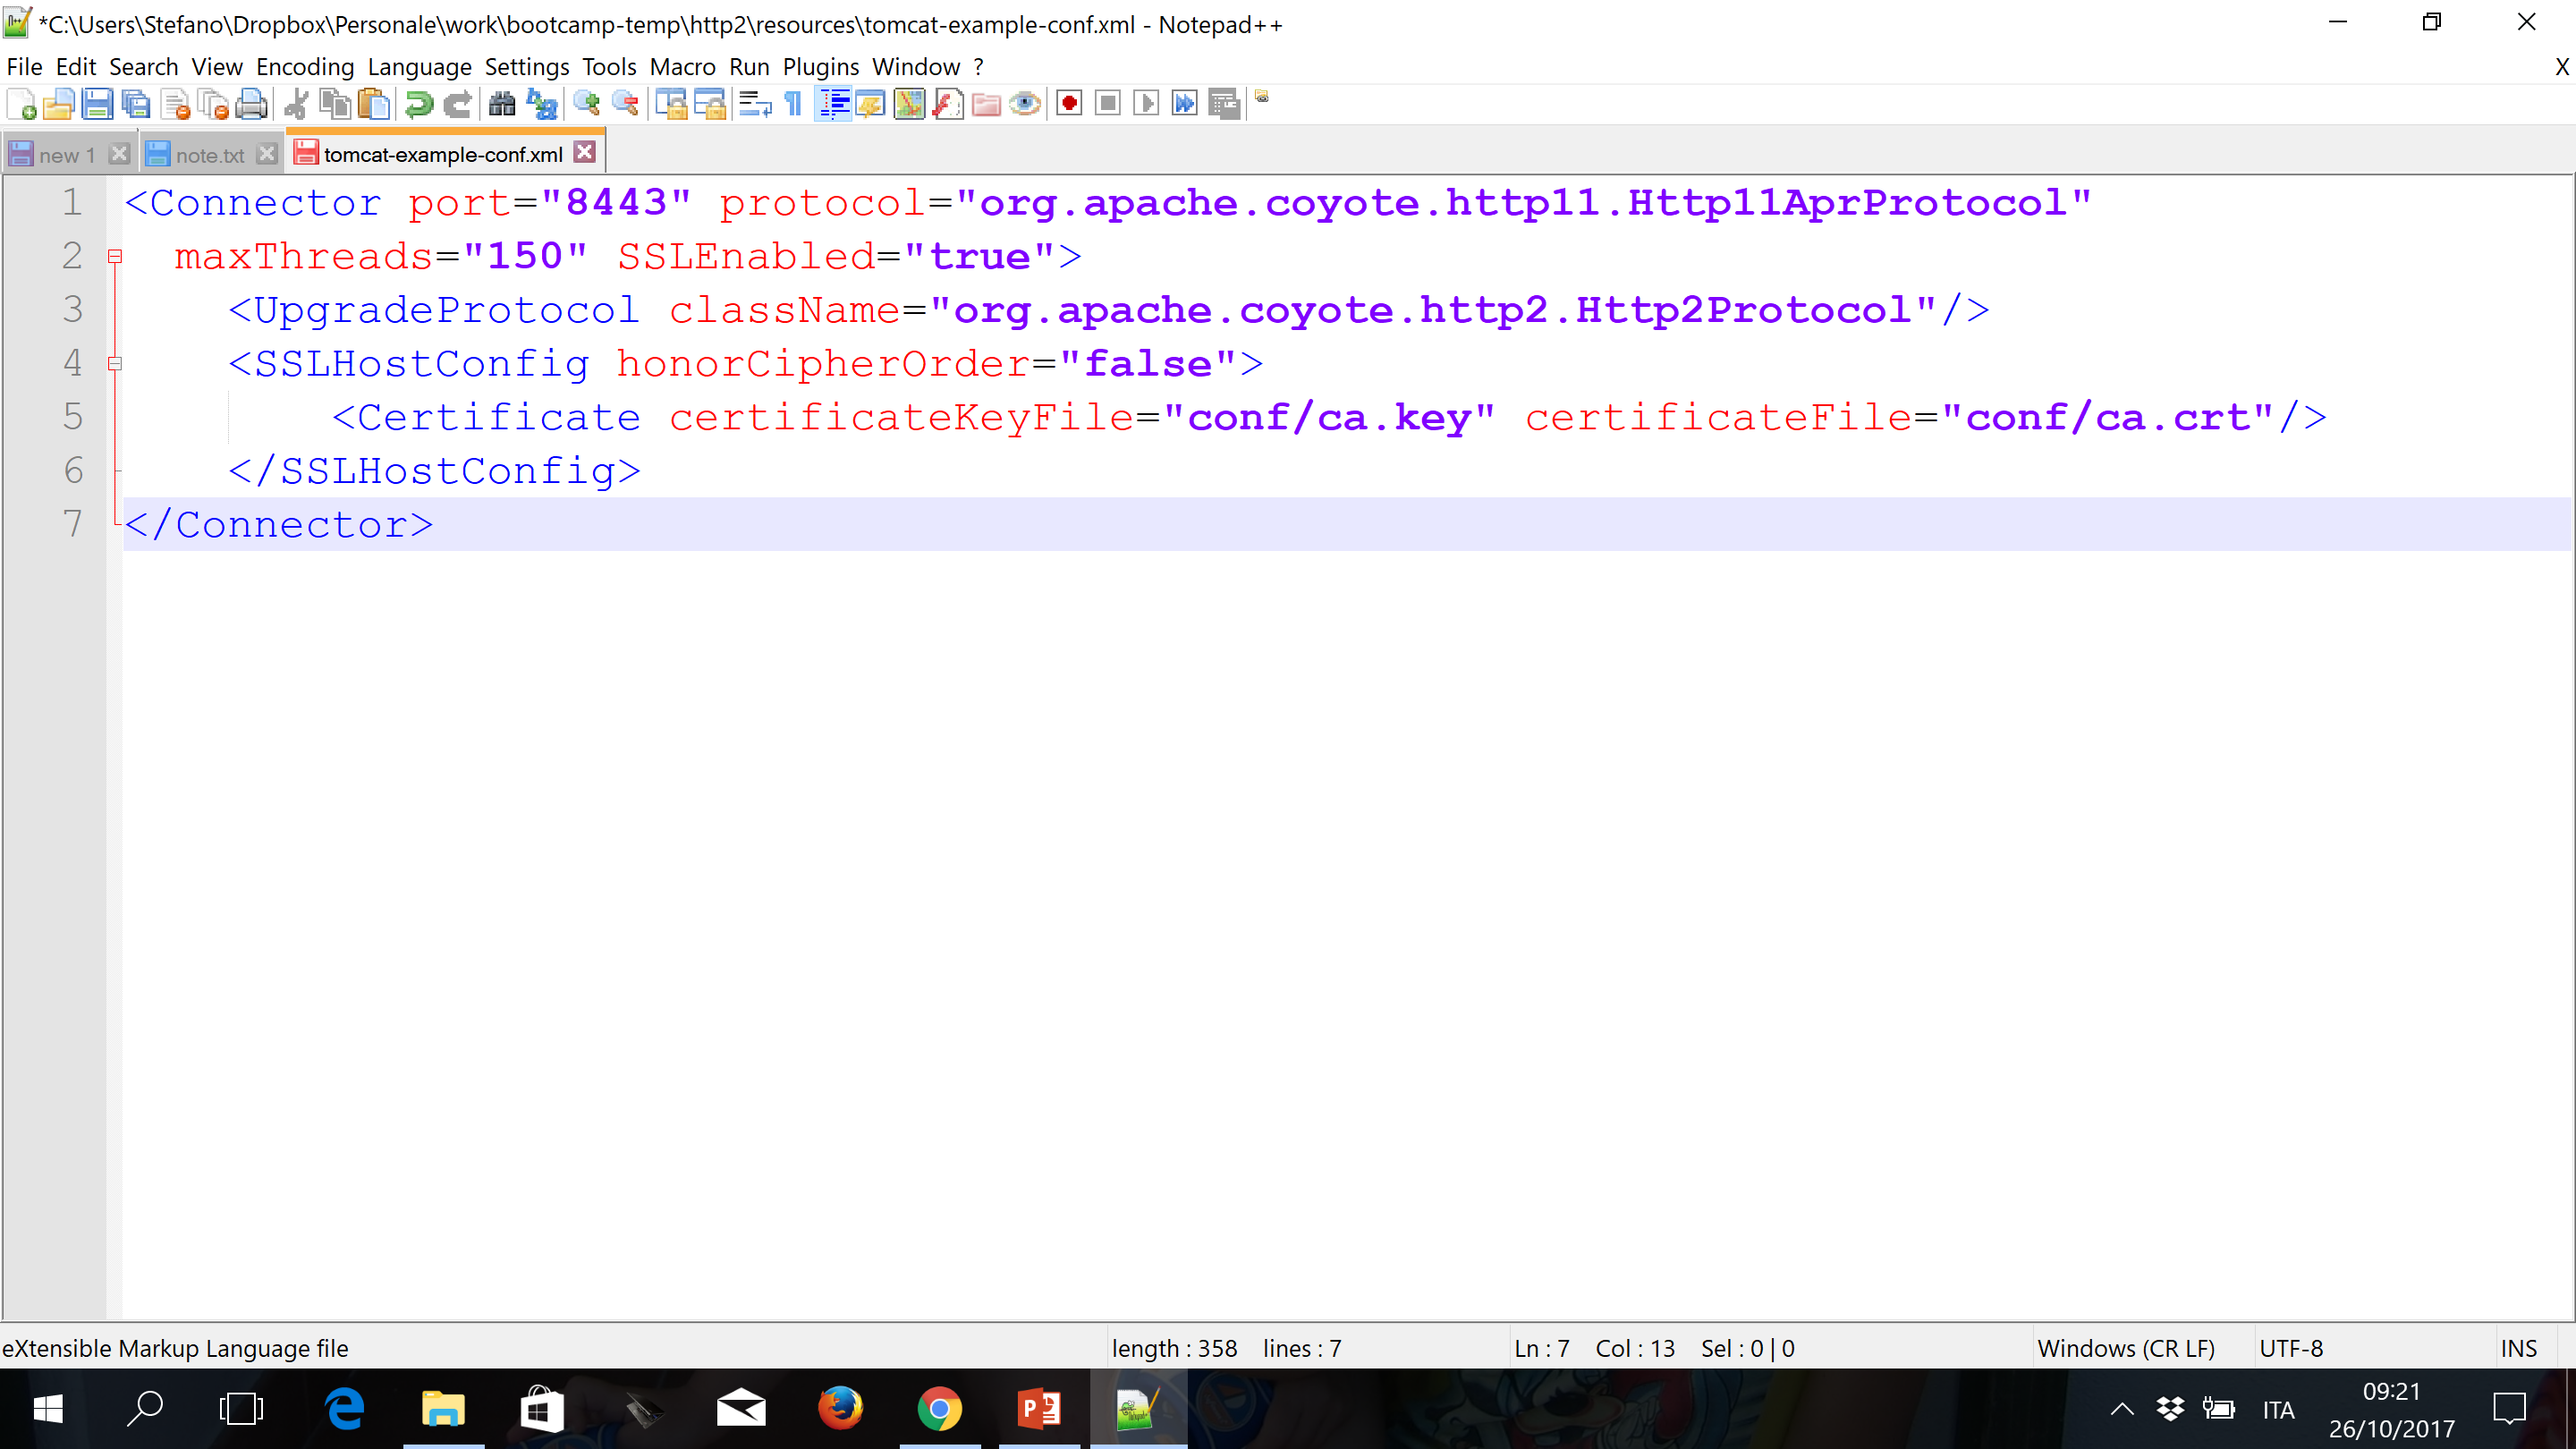 *C:\Users\Stefano\Dropbox\Personale\work\bootcamp-temp\http2\resources\tomcat-example-conf.xml - Notepad++
File Edit Search View Encoding Language Settings Tools Macro Run Plugins Window ? X
new 1 note.txt tomcat-example-conf.xml
1 <Connector port="8443" protocol="org.apache.coyote.http11.Http11AprProtocol"
2 maxThreads="150" SSLEnabled="true">
3 <UpgradeProtocol className="org.apache.coyote.http2.Http2Protocol"/>
4 <SSLHostConfig honorCipherOrder="false">
5 <Certificate certificateKeyFile="conf/ca.key" certificateFile="conf/ca.crt"/>
6 </SSLHostConfig>
7 </Connector>
eXtensible Markup Language file length : 358 lines : 7 Ln : 7 Col : 13 Sel : 0 | 0 Windows (CR LF) UTF-8 INS
ITA
09:21
26/10/2017